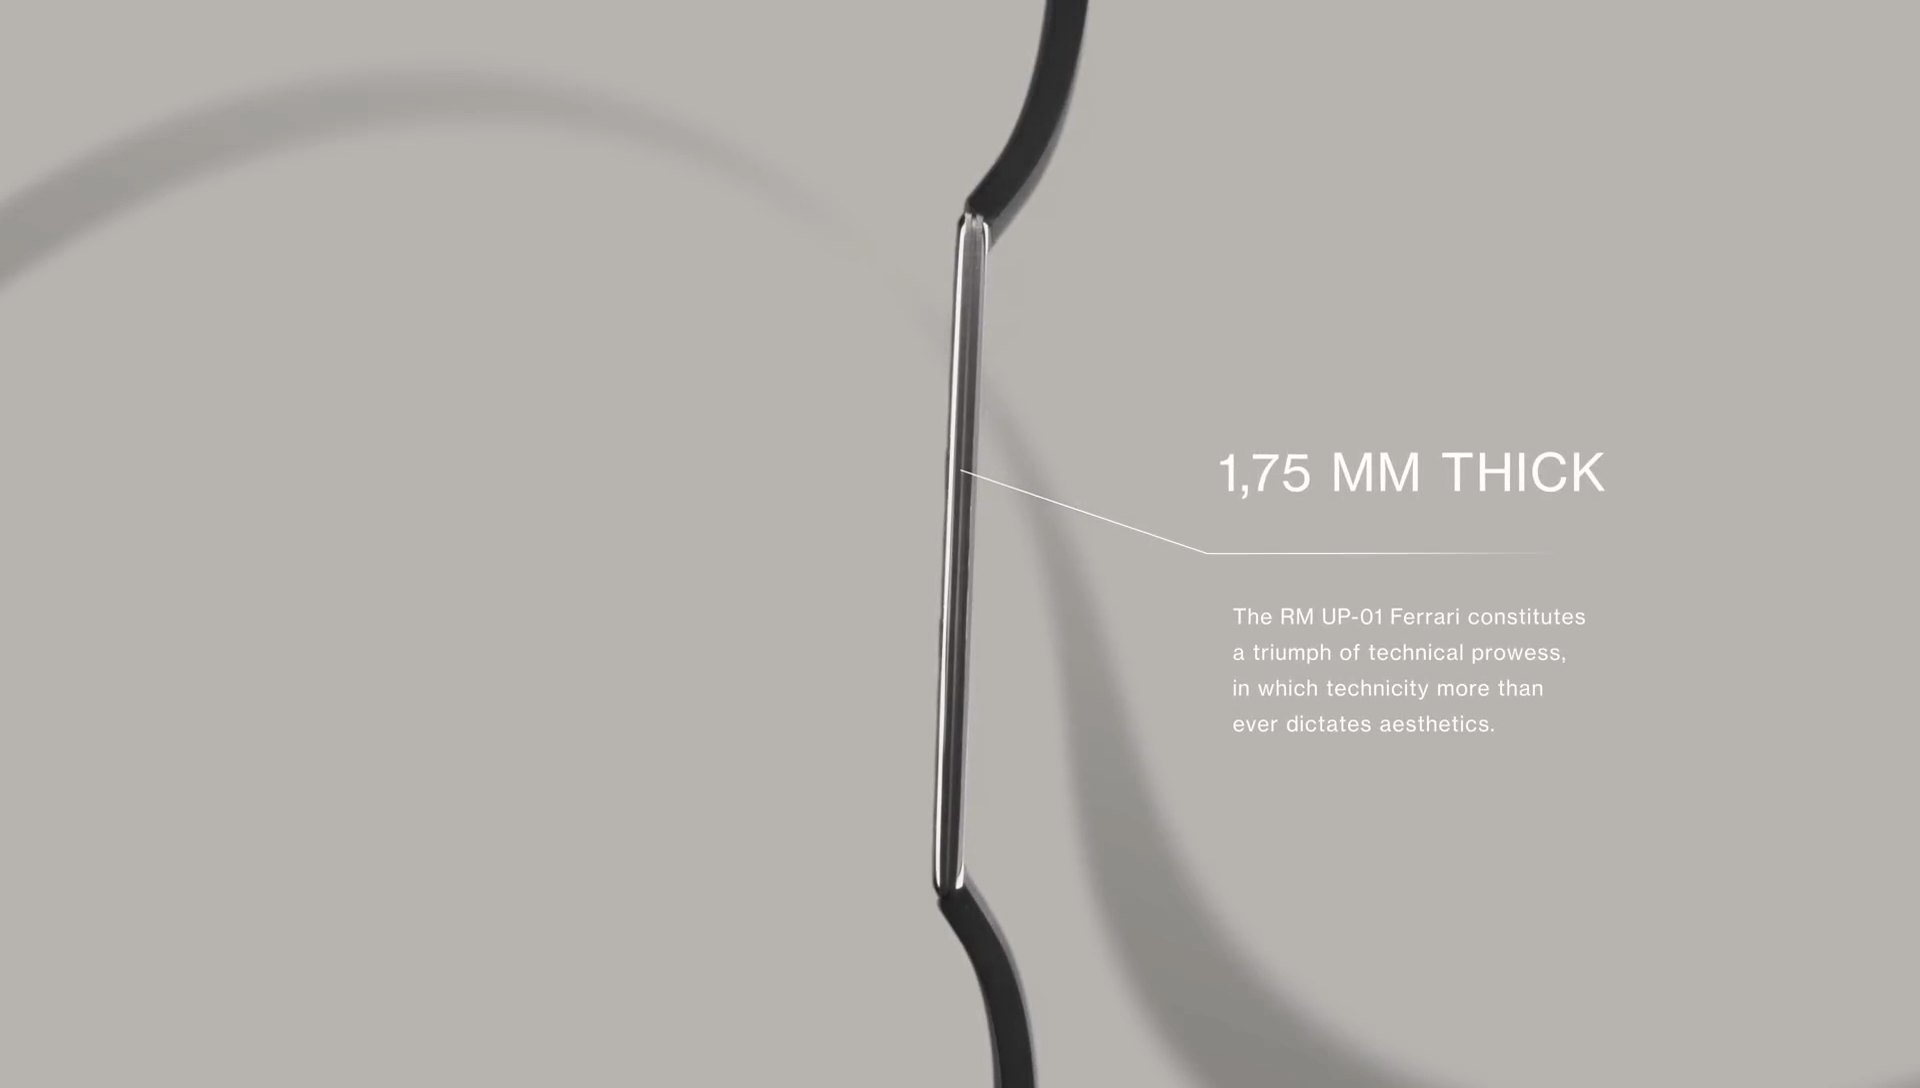 1,75 MM THICK
The RM UP-01 Ferrari constitutes
a triumph of technical prowess,
in which technicity more than
ever dictates aesthetics.